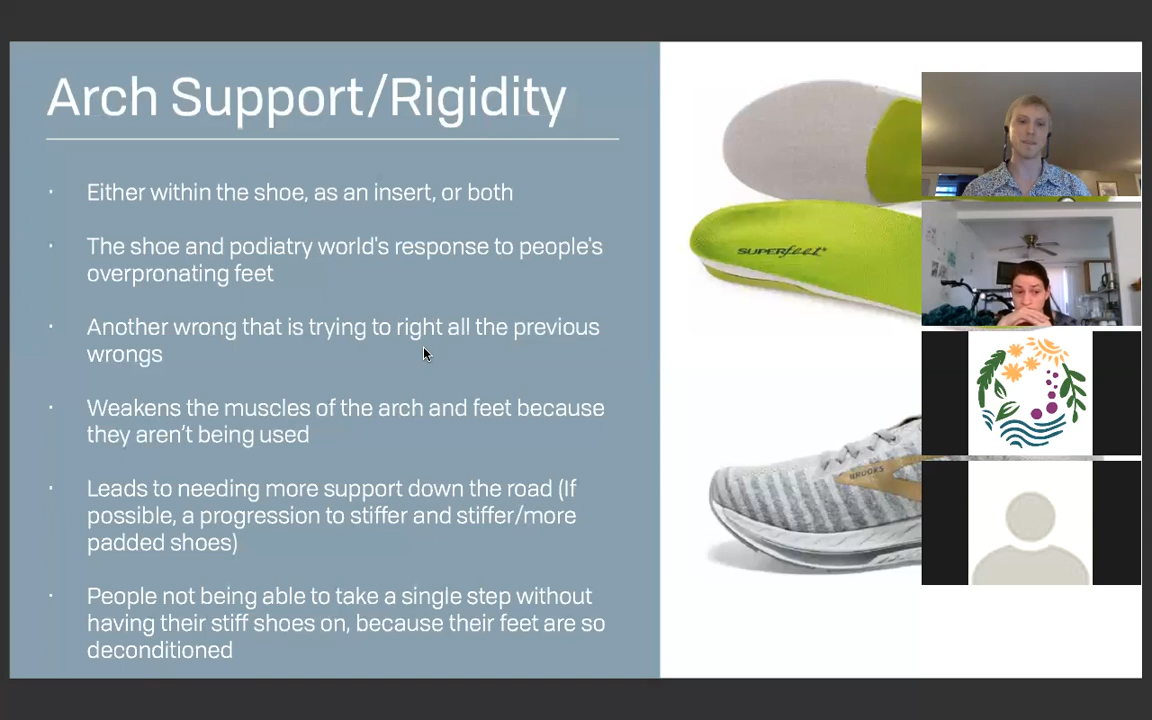 Arch Support/Rigidity
· Either within the shoe, as an insert, or both
· The shoe and podiatry world's response to people's
overpronating feet
· Another wrong that is trying to right all the previous
wrongs
· Weakens the muscles of the arch and feet because
they aren't being used
· Leads to needing more support down the road (If
possible, a progression to stiffer and stiffer/more
padded shoes)
· People not being able to take a single step without
having their stiff shoes on, because their feet are so
deconditioned
SUPERfeet
BROOKS